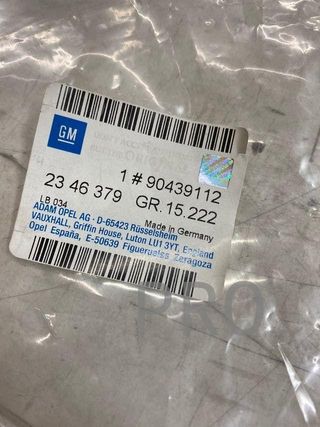 GM
1 # 90439112
23 46 379 GR.15.222
LB 034
Made in Germany
ADAM OPEL AG · D-65423 Rüsselsheim
VAUXHALL, Griffin House, Luton LU1 3YT, England
Opel España, E-50639 Figueruelas Zaragoza
PRO